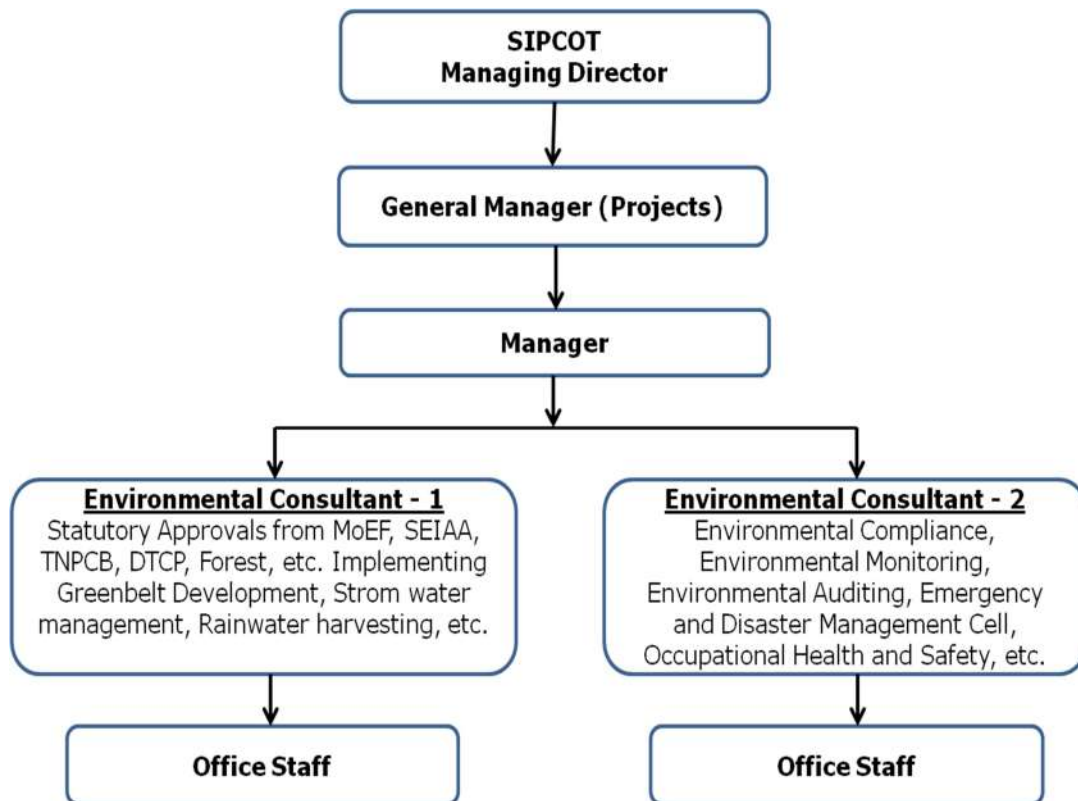 SIPCOT
Managing Director
General Manager (Projects)
Manager
Environmental Consultant - 1
Statutory Approvals from MoEF, SEIAA,
TNPCB, DTCP, Forest, etc. Implementing
Greenbelt Development, Strom water
management, Rainwater harvesting, etc.
Environmental Consultant - 2
Environmental Compliance,
Environmental Monitoring,
Environmental Auditing, Emergency
and Disaster Management Cell,
Occupational Health and Safety, etc.
Office Staff
Office Staff